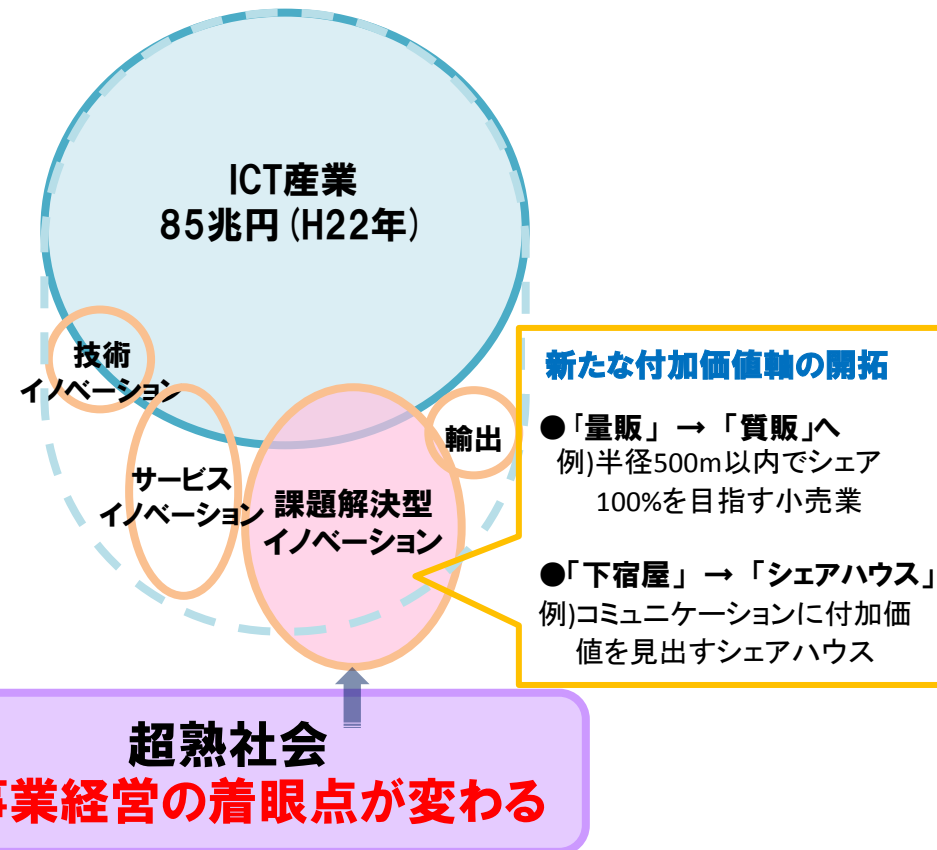 ICT産業
85兆円(H22年)
技術
イノベーション
サービス
イノベーション
課題解決型
イノベーション
輸出
新たな付加価値軸の開拓
●「量販」 → 「質販」へ
例)半径500m以内でシェア
100%を目指す小売業
●「下宿屋」 → 「シェアハウス」
例)コミュニケーションに付加価
値を見出すシェアハウス
超熟社会
事業経営の着眼点が変わる